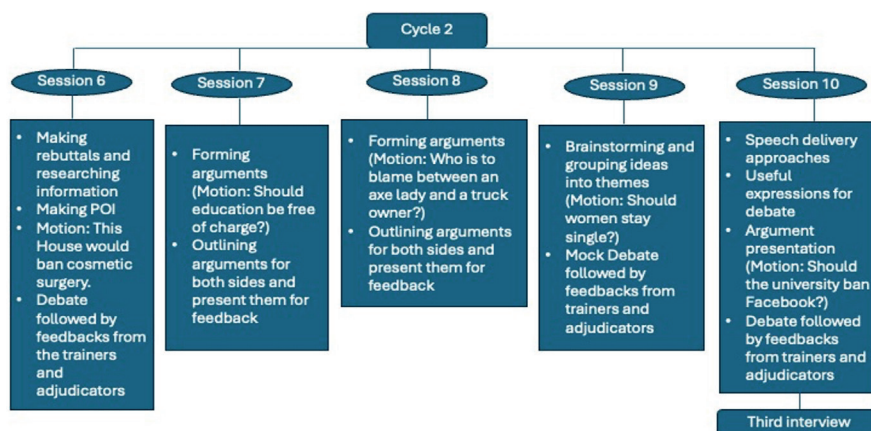 Cycle 2
Session 6
• Making
rebuttals and
researching
information
• Making POI
• Motion: This
House would
ban cosmetic
surgery.
• Debate
followed by
feedbacks from
the trainers
and
adjudicators
Session 7
• Forming
arguments
(Motion: Should
education be free
of charge?)
• Outlining
arguments for
both sides and
present them for
feedback
Session 8
• Forming arguments
(Motion: Who is to
blame between an
axe lady and a truck
owner?)
• Outlining arguments
for both sides and
present them for
feedback
Session 9
• Brainstorming and
grouping ideas
into themes
(Motion: Should
women stay
single?)
• Mock Debate
followed by
feedbacks from
trainers and
adjudicators
Session 10
• Speech delivery
approaches
• Useful
expressions for
debate
• Argument
presentation
(Motion: Should
the university ban
Facebook?)
• Debate followed
by feedbacks
from trainers and
adjudicators
Third interview